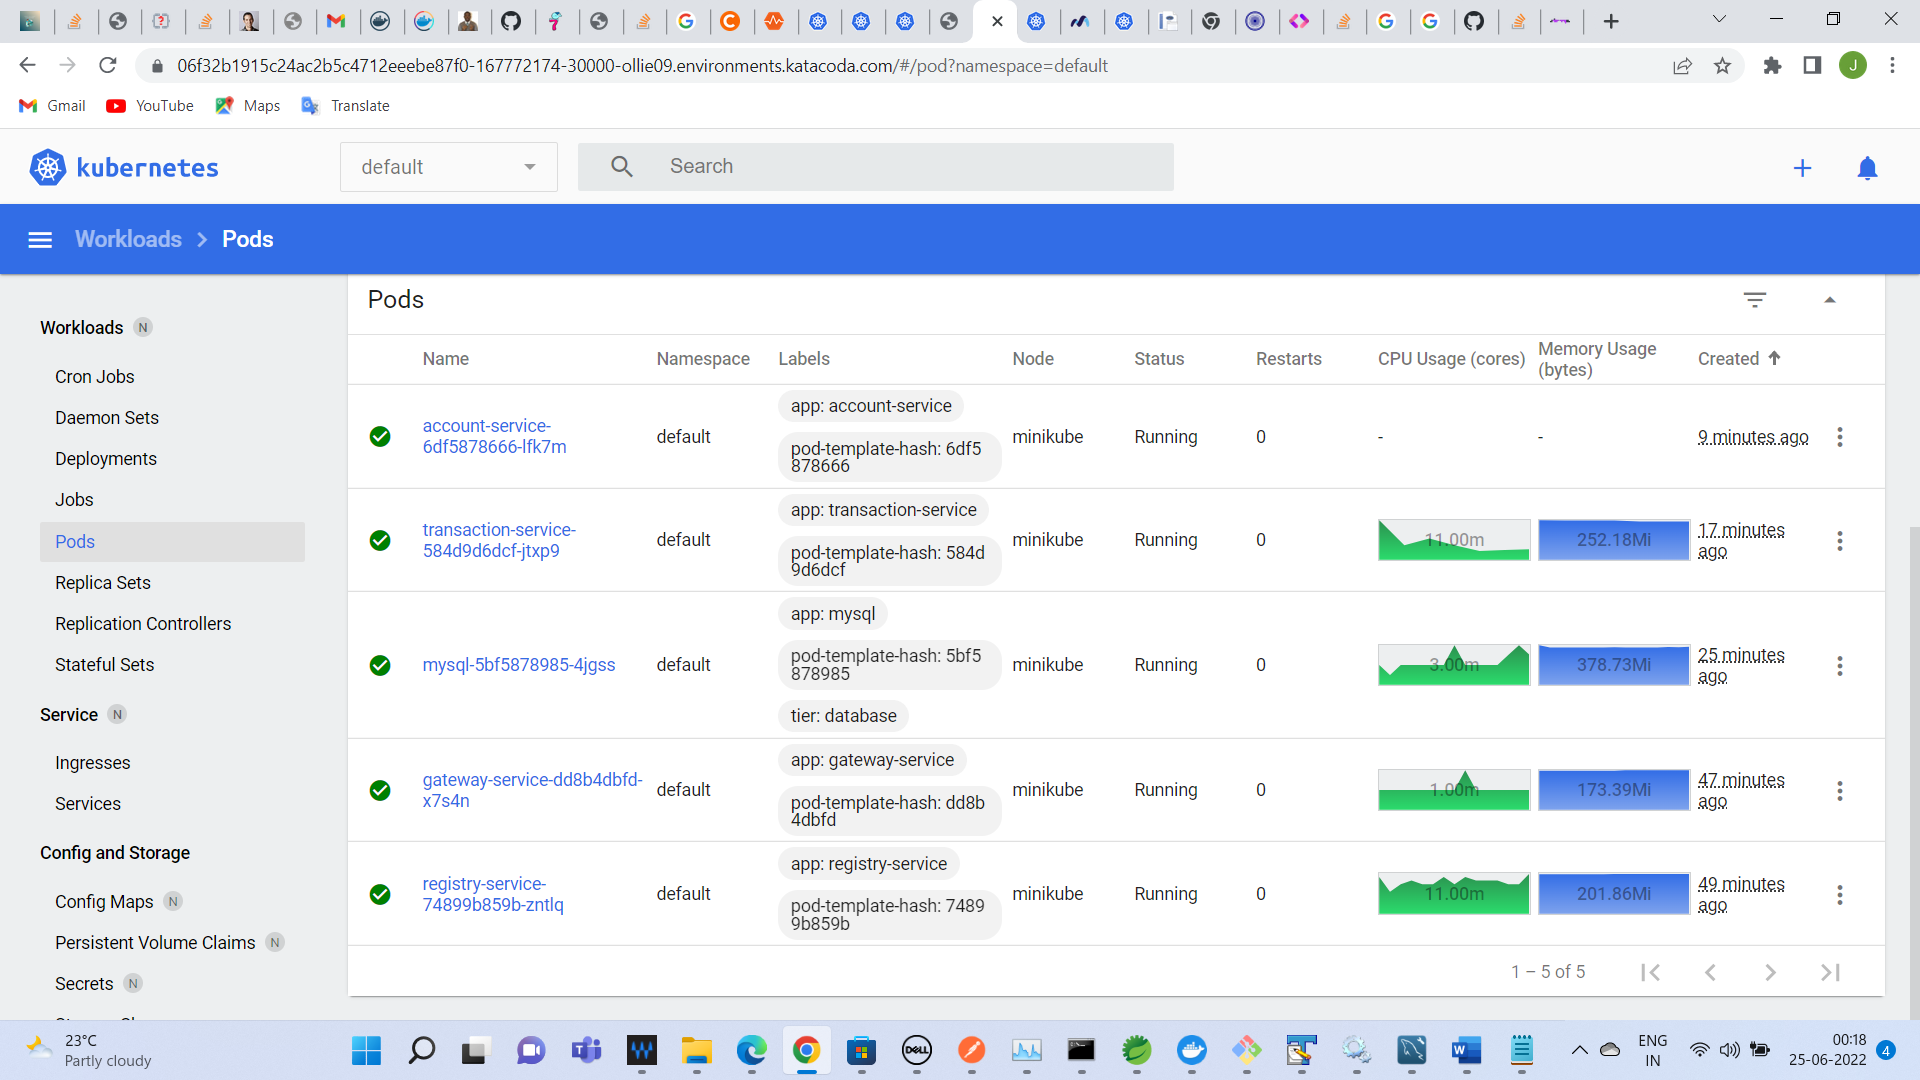 06f32b1915c24ac2b5c4712eeebe87f0-167772174-30000-ollie09.environments.katacoda.com/#/pod?namespace=default
J
Gmail
YouTube
Maps
Translate
kubernetes
default
Search
Workloads
Pods
Workloads N
Cron Jobs
Daemon Sets
Deployments
Jobs
Pods
Replica Sets
Replication Controllers
Stateful Sets
Service N
Ingresses
Services
Config and Storage
Config Maps N
Persistent Volume Claims N
Secrets N
Pods
Name
Namespace
Labels
Node
Status
Restarts
CPU Usage (cores)
Memory Usage
(bytes)
Created
account-service-
6df5878666-lfk7m
default
app: account-service
pod-template-hash: 6df5
878666
minikube
Running
0
-
-
9 minutes ago
transaction-service-
584d9d6dcf-jtxp9
default
app: transaction-service
pod-template-hash: 584d
9d6dcf
minikube
Running
0
11.00m
252.18Mi
17 minutes
ago
mysql-5bf5878985-4jgss
default
app: mysql
pod-template-hash: 5bf5
878985
tier: database
minikube
Running
0
3.00m
378.73Mi
25 minutes
ago
gateway-service-dd8b4dbfd-
x7s4n
default
app: gateway-service
pod-template-hash: dd8b
4dbfd
minikube
Running
0
1.00m
173.39Mi
47 minutes
ago
registry-service-
74899b859b-zntlq
default
app: registry-service
pod-template-hash: 7489
9b859b
minikube
Running
0
11.00m
201.86Mi
49 minutes
ago
1 – 5 of 5
23°C
Partly cloudy
DELL
ENG
IN
00:18
25-06-2022
4